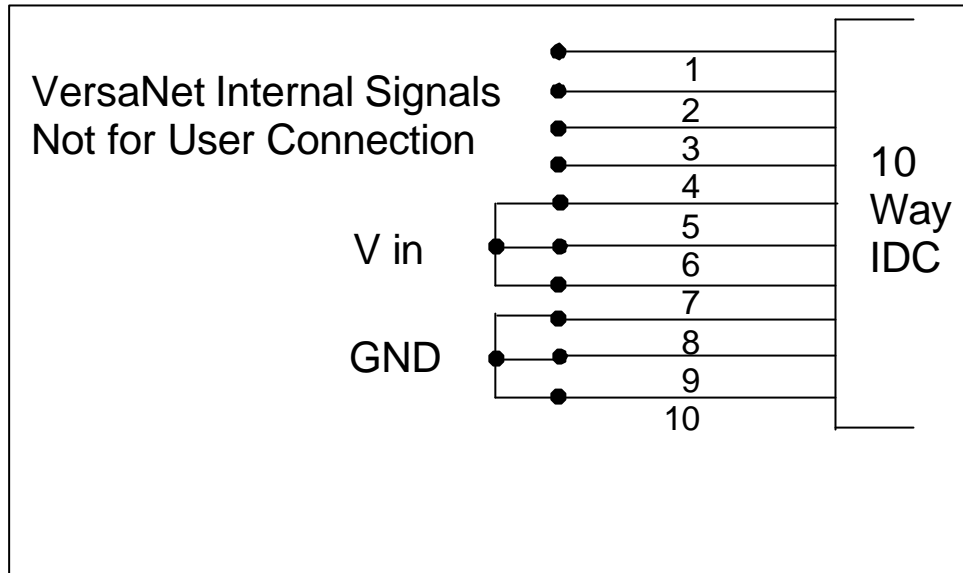 VersaNet Internal Signals
Not for User Connection
1
2
3
4
5
6
7
8
9
10
V in
GND
10
Way
IDC